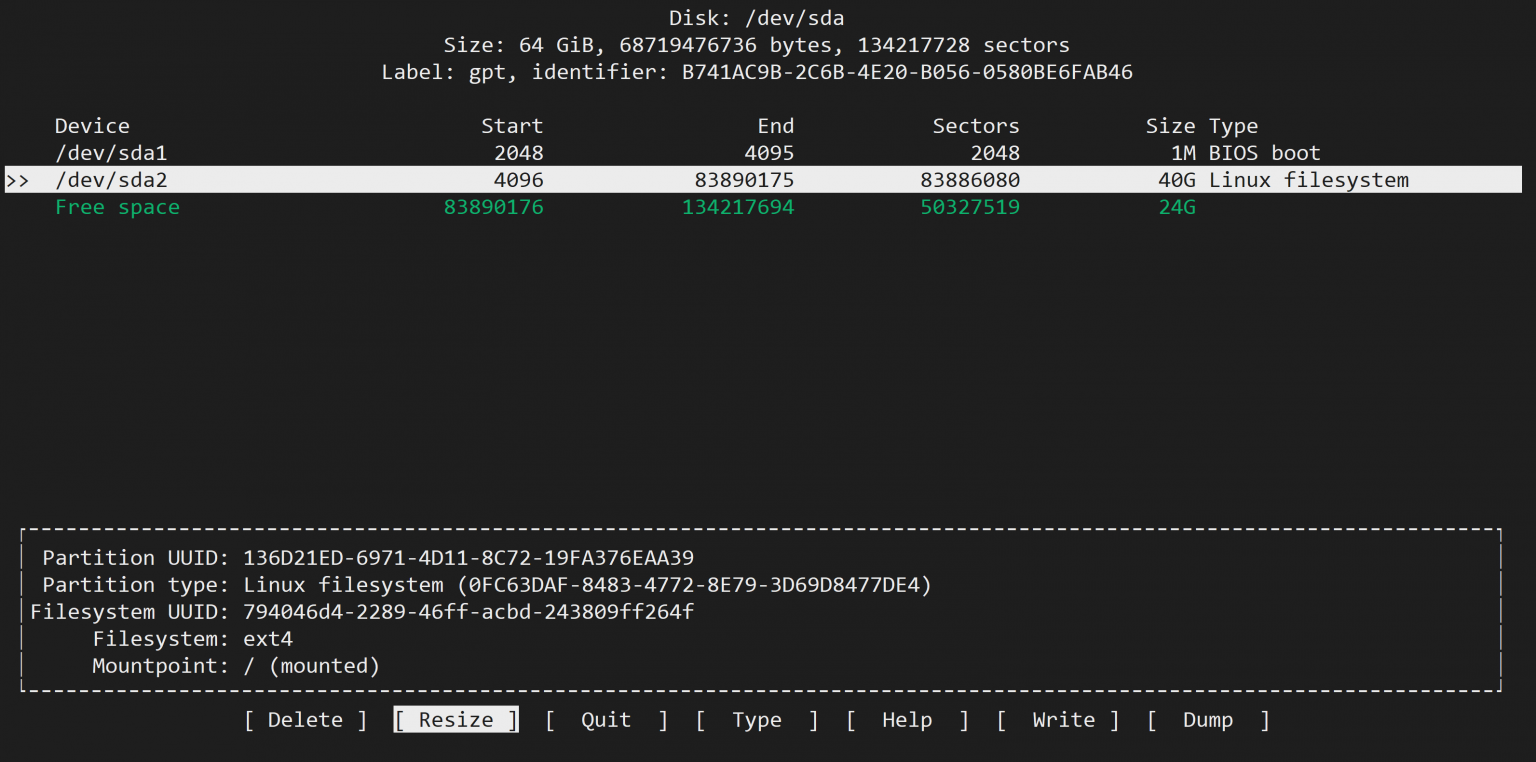 Disk: /dev/sda
Size: 64 GiB, 68719476736 bytes, 134217728 sectors
Label: gpt, identifier: B741AC9B-2C6B-4E20-B056-0580BE6FAB46
Device Start End Sectors Size Type
/dev/sda1 2048 4095 2048 1M BIOS boot
>> /dev/sda2 4096 83890175 83886080 40G Linux filesystem
Free space 83890176 134217694 50327519 24G
Partition UUID: 136D21ED-6971-4D11-8C72-19FA376EAA39
Partition type: Linux filesystem (0FC63DAF-8483-4772-8E79-3D69D8477DE4)
Filesystem UUID: 794046d4-2289-46ff-acbd-243809ff264f
Filesystem: ext4
Mountpoint: / (mounted)
[ Delete ] [ Resize ] [ Quit ] [ Type ] [ Help ] [ Write ] [ Dump ]